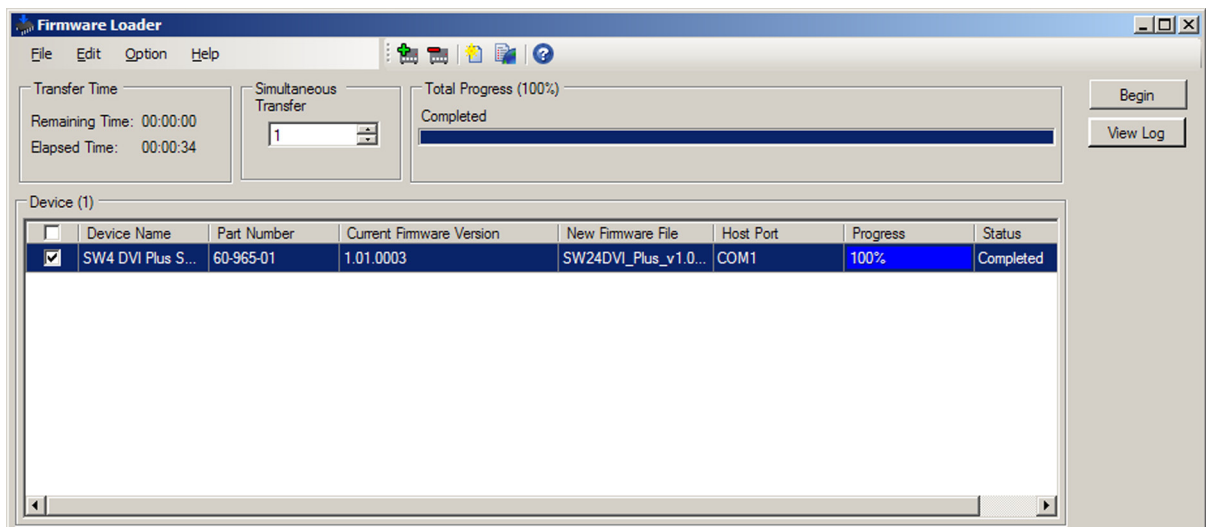 Firmware Loader
File Edit Option Help
Transfer Time
Remaining Time: 00:00:00
Elapsed Time: 00:00:34
Simultaneous
Transfer
1
Total Progress (100%)
Completed
Begin
View Log
Device (1)
Device Name Part Number Current Firmware Version New Firmware File Host Port Progress Status
SW4 DVI Plus S... 60-965-01 1.01.0003 SW24DVI_Plus_v1.0... COM1 100% Completed